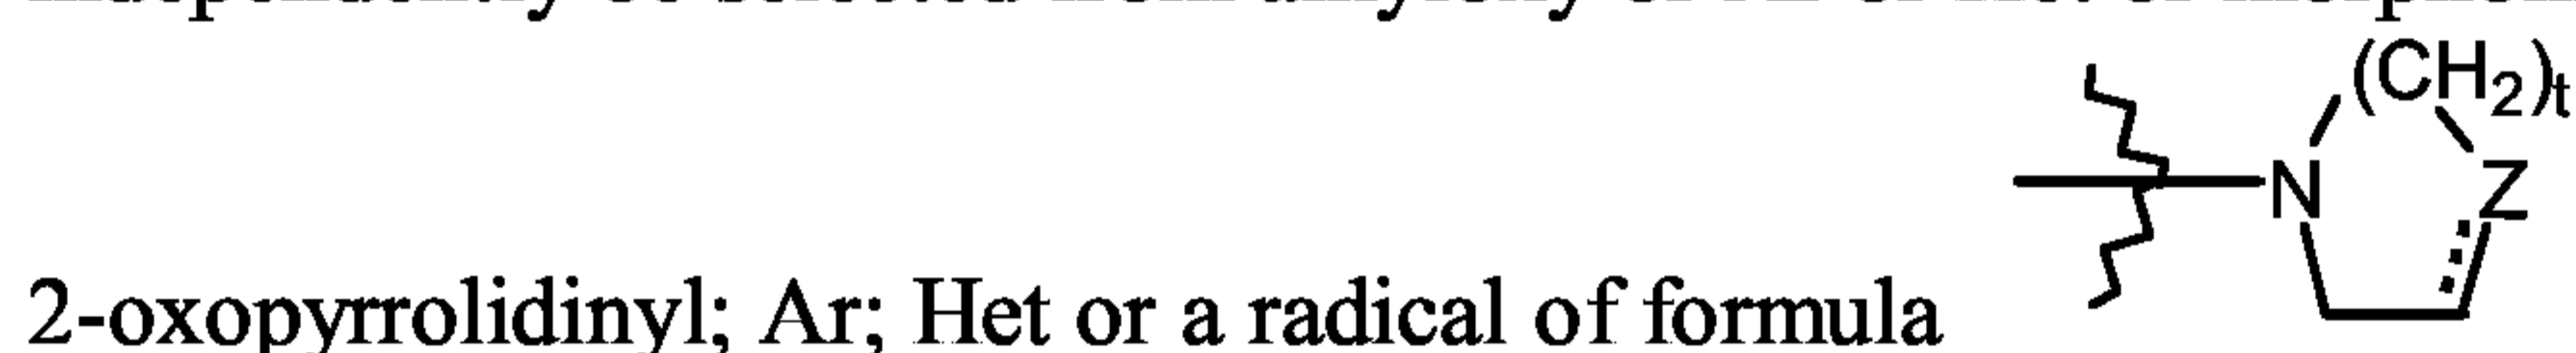 (CH2)t
N
Z
2-oxopyrrolidinyl; Ar; Het or a radical of formula